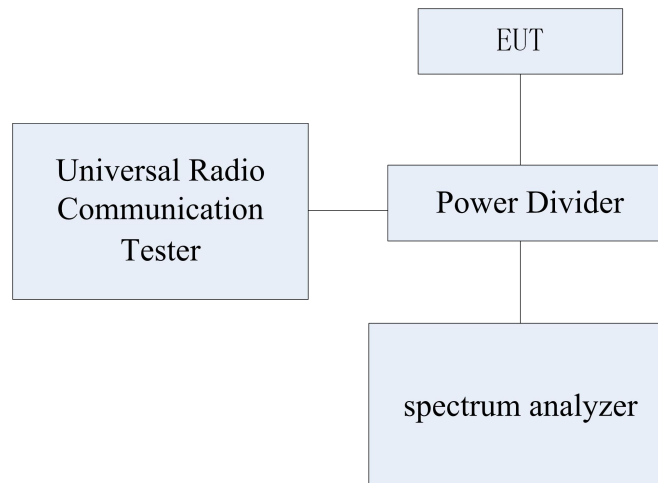 EUT
Universal Radio
Communication
Tester
Power Divider
spectrum analyzer